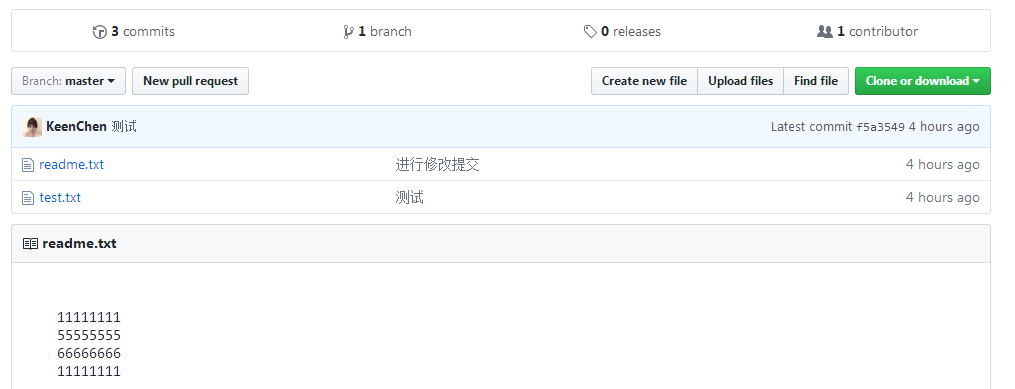 3 commits 1 branch 0 releases 1 contributor
Branch: master New pull request Create new file Upload files Find file Clone or download
KeenChen 测试 Latest commit f5a3549 4 hours ago
readme.txt 进行修改提交 4 hours ago
test.txt 测试 4 hours ago
readme.txt
11111111
55555555
66666666
11111111